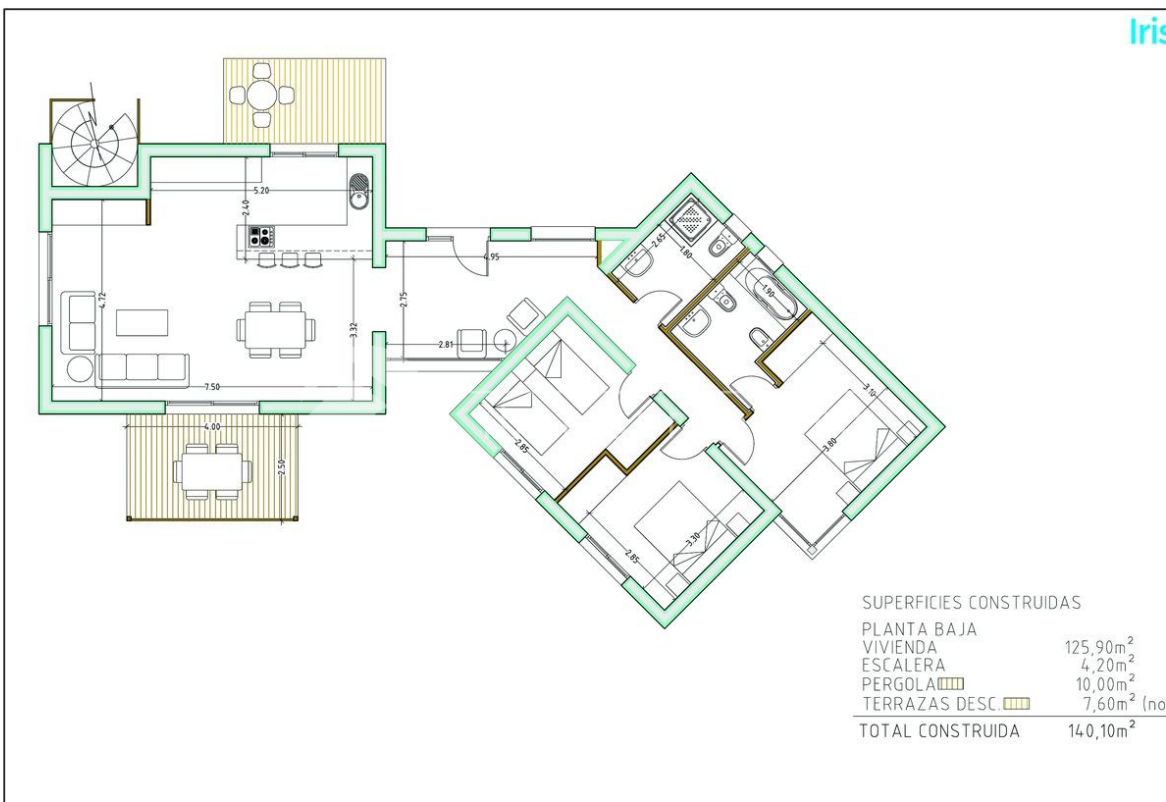 Iris
5.20
2.40
4.95
2.65
1.80
1.90
4.72
2.75
3.32
2.81
7.50
3.10
4.00
2.85
3.80
2.50
3.30
2.85
SUPERFICIES CONSTRUIDAS
PLANTA BAJA
VIVIENDA 125,90m²
ESCALERA 4,20m²
PERGOLA 10,00m²
TERRAZAS DESC. 7,60m² (no
TOTAL CONSTRUIDA 140,10m²